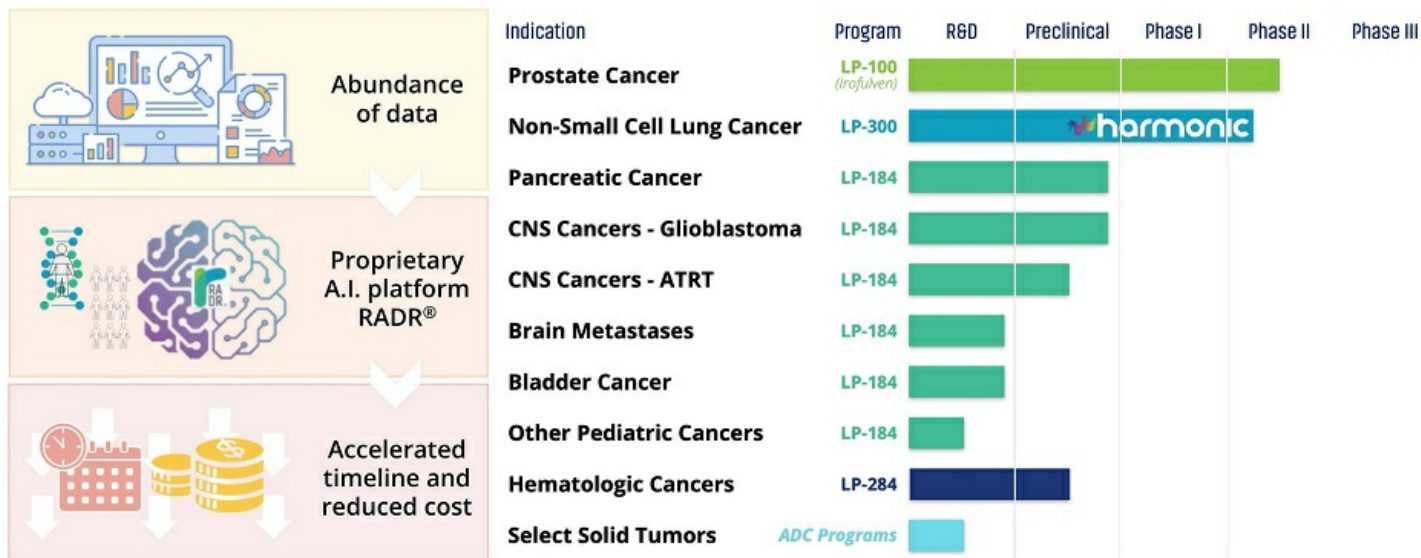 Abundance
of data
Proprietary
A.I. platform
RADR®
RA
DR.
Accelerated
timeline and
reduced cost
Indication Program R&D Preclinical Phase I Phase II Phase III
Prostate Cancer LP-100
(Irofulven)
Non-Small Cell Lung Cancer LP-300 harmonic
Pancreatic Cancer LP-184
CNS Cancers - Glioblastoma LP-184
CNS Cancers - ATRT LP-184
Brain Metastases LP-184
Bladder Cancer LP-184
Other Pediatric Cancers LP-184
Hematologic Cancers LP-284
Select Solid Tumors ADC Programs